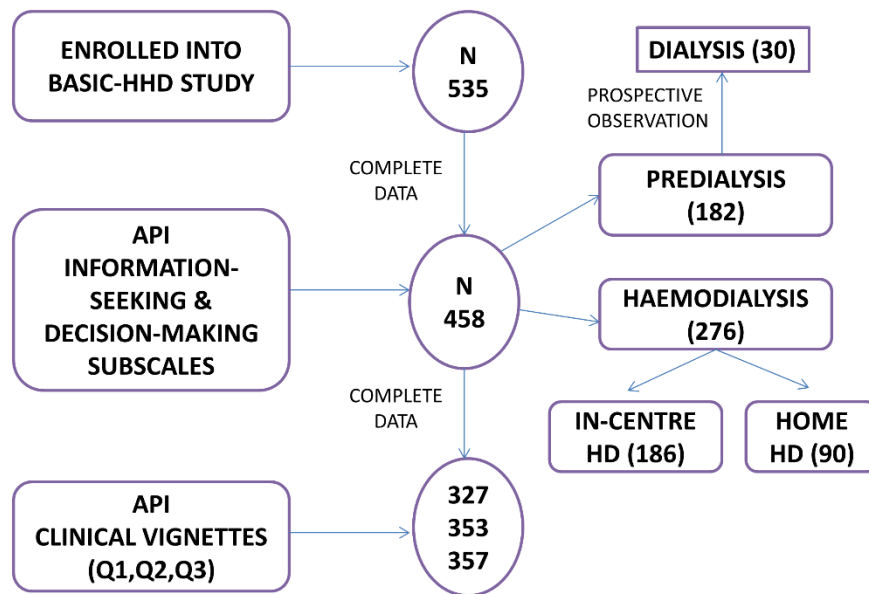 ENROLLED INTO
BASIC-HHD STUDY
N
535
DIALYSIS (30)
PROSPECTIVE
OBSERVATION
COMPLETE
DATA
PREDIALYSIS
(182)
API
INFORMATION-
SEEKING &
DECISION-MAKING
SUBSCALES
N
458
HAEMODIALYSIS
(276)
COMPLETE
DATA
IN-CENTRE
HD (186)
HOME
HD (90)
API
CLINICAL VIGNETTES
(Q1,Q2,Q3)
327
353
357